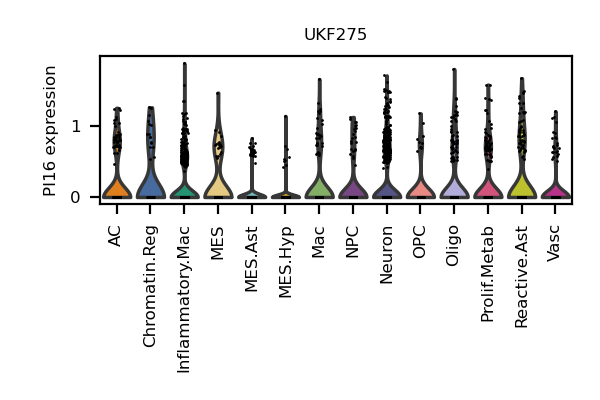 UKF275
PI16 expression
1
0
AC
Chromatin.Reg
Inflammatory.Mac
MES
MES.Ast
MES.Hyp
Mac
NPC
Neuron
OPC
Oligo
Prolif.Metab
Reactive.Ast
Vasc